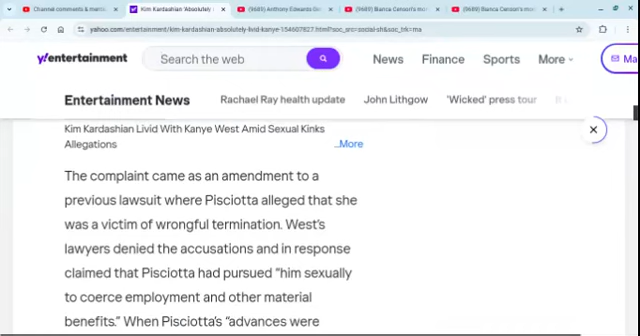 Channel comments & menti
Kim Kardashian 'Absolutely
(9689) Anthony Edwards Go
(9689) Bianca Censori's mo
(9689) Bianca Censori's mo
yahoo.com/entertainment/kim-kardashian-absolutely-livid-kanye-154607827.html?soc_src=social-sh&soc_trk=ma
y!entertainment
Search the web
News Finance Sports More
Ma
Entertainment News
Rachael Ray health update John Lithgow 'Wicked' press tour
Kim Kardashian Livid With Kanye West Amid Sexual Kinks
Allegations
...More
The complaint came as an amendment to a
previous lawsuit where Pisciotta alleged that she
was a victim of wrongful termination. West's
lawyers denied the accusations and in response
claimed that Pisciotta had pursued "him sexually
to coerce employment and other material
benefits." When Pisciotta's "advances were